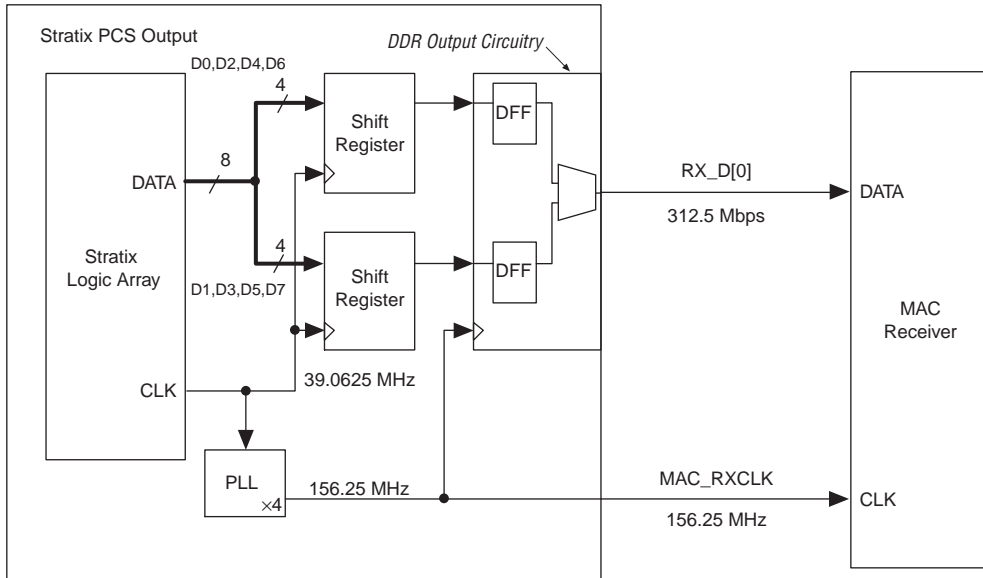 Stratix PCS Output
DDR Output Circuitry
D0,D2,D4,D6
4
Shift
Register
DFF
8
DATA
RX_D[0]
312.5 Mbps
DATA
Stratix
Logic Array
4
D1,D3,D5,D7
Shift
Register
DFF
MAC
Receiver
CLK
39.0625 MHz
PLL
×4
156.25 MHz
MAC_RXCLK
156.25 MHz
CLK